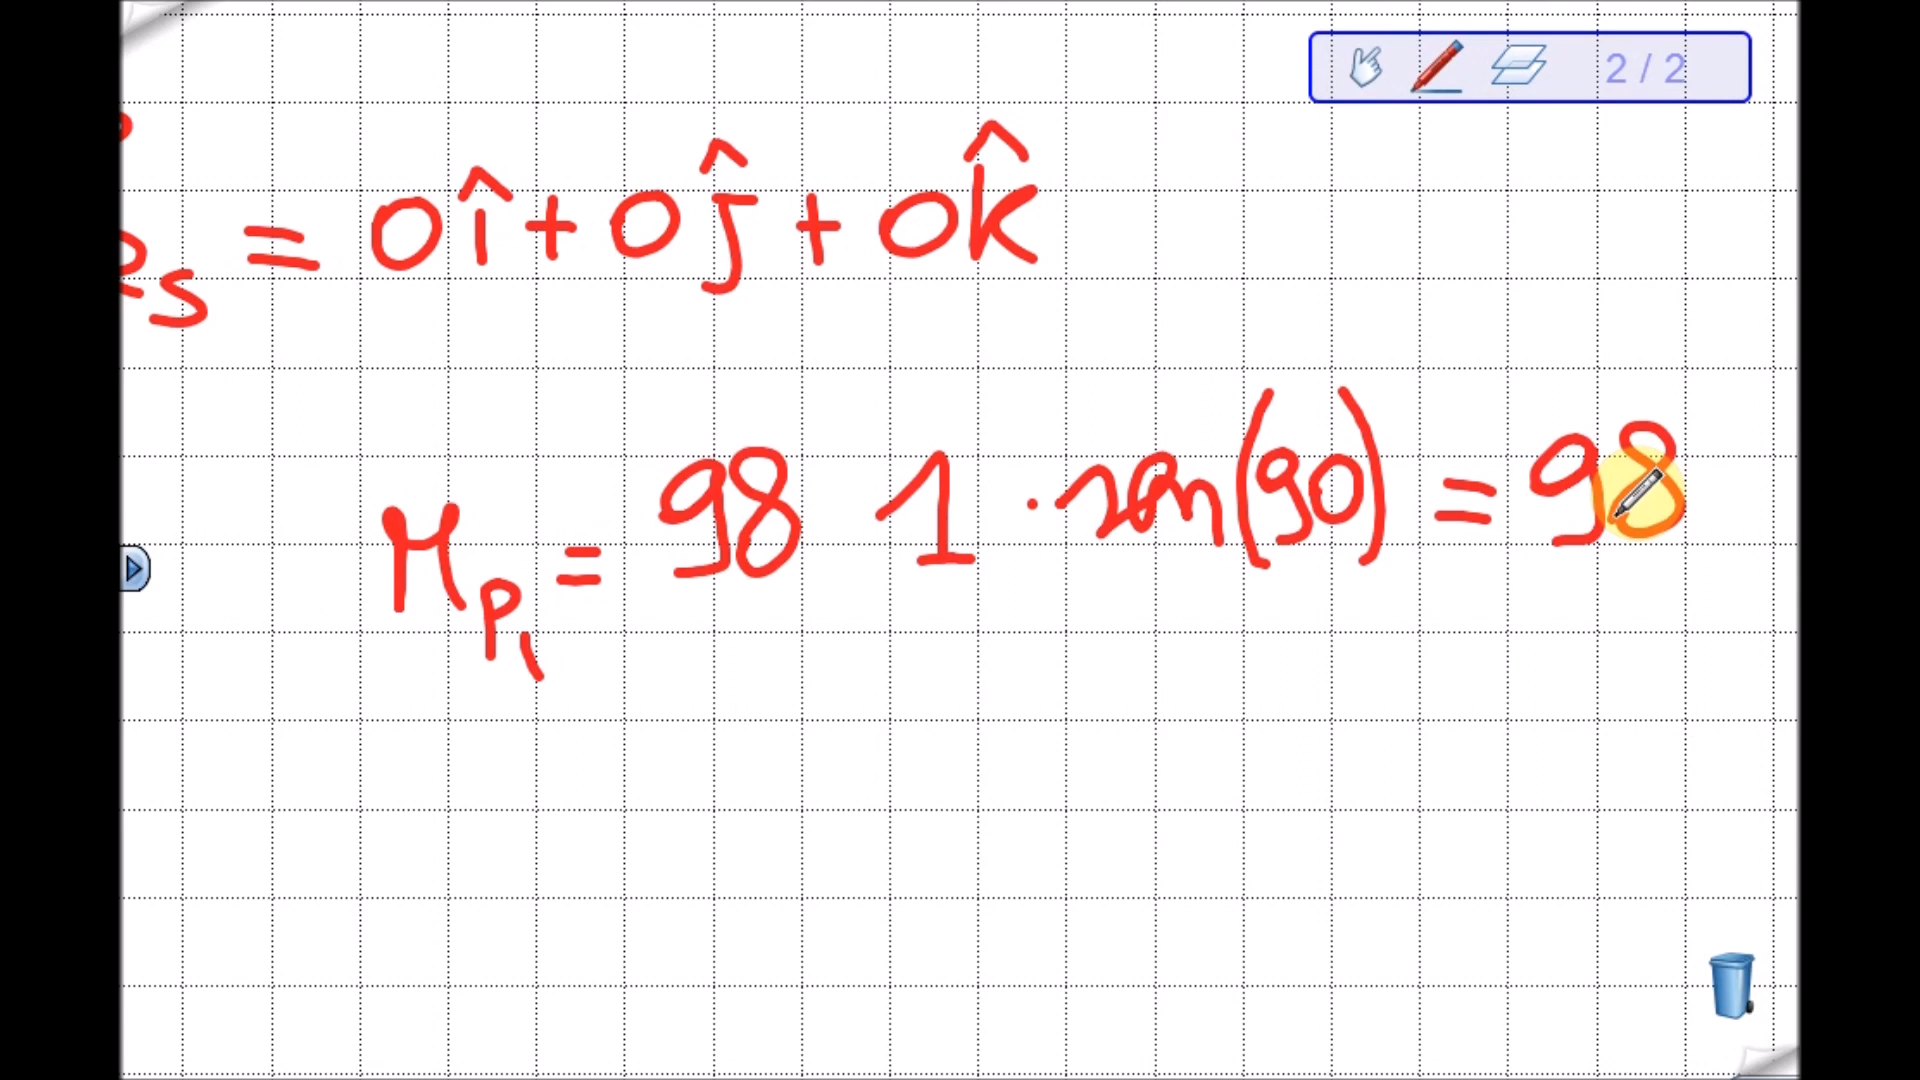 2 / 2
s = 0î + 0ĵ + 0k̂
M_P₁ = 98 1 · sen(90) = 98